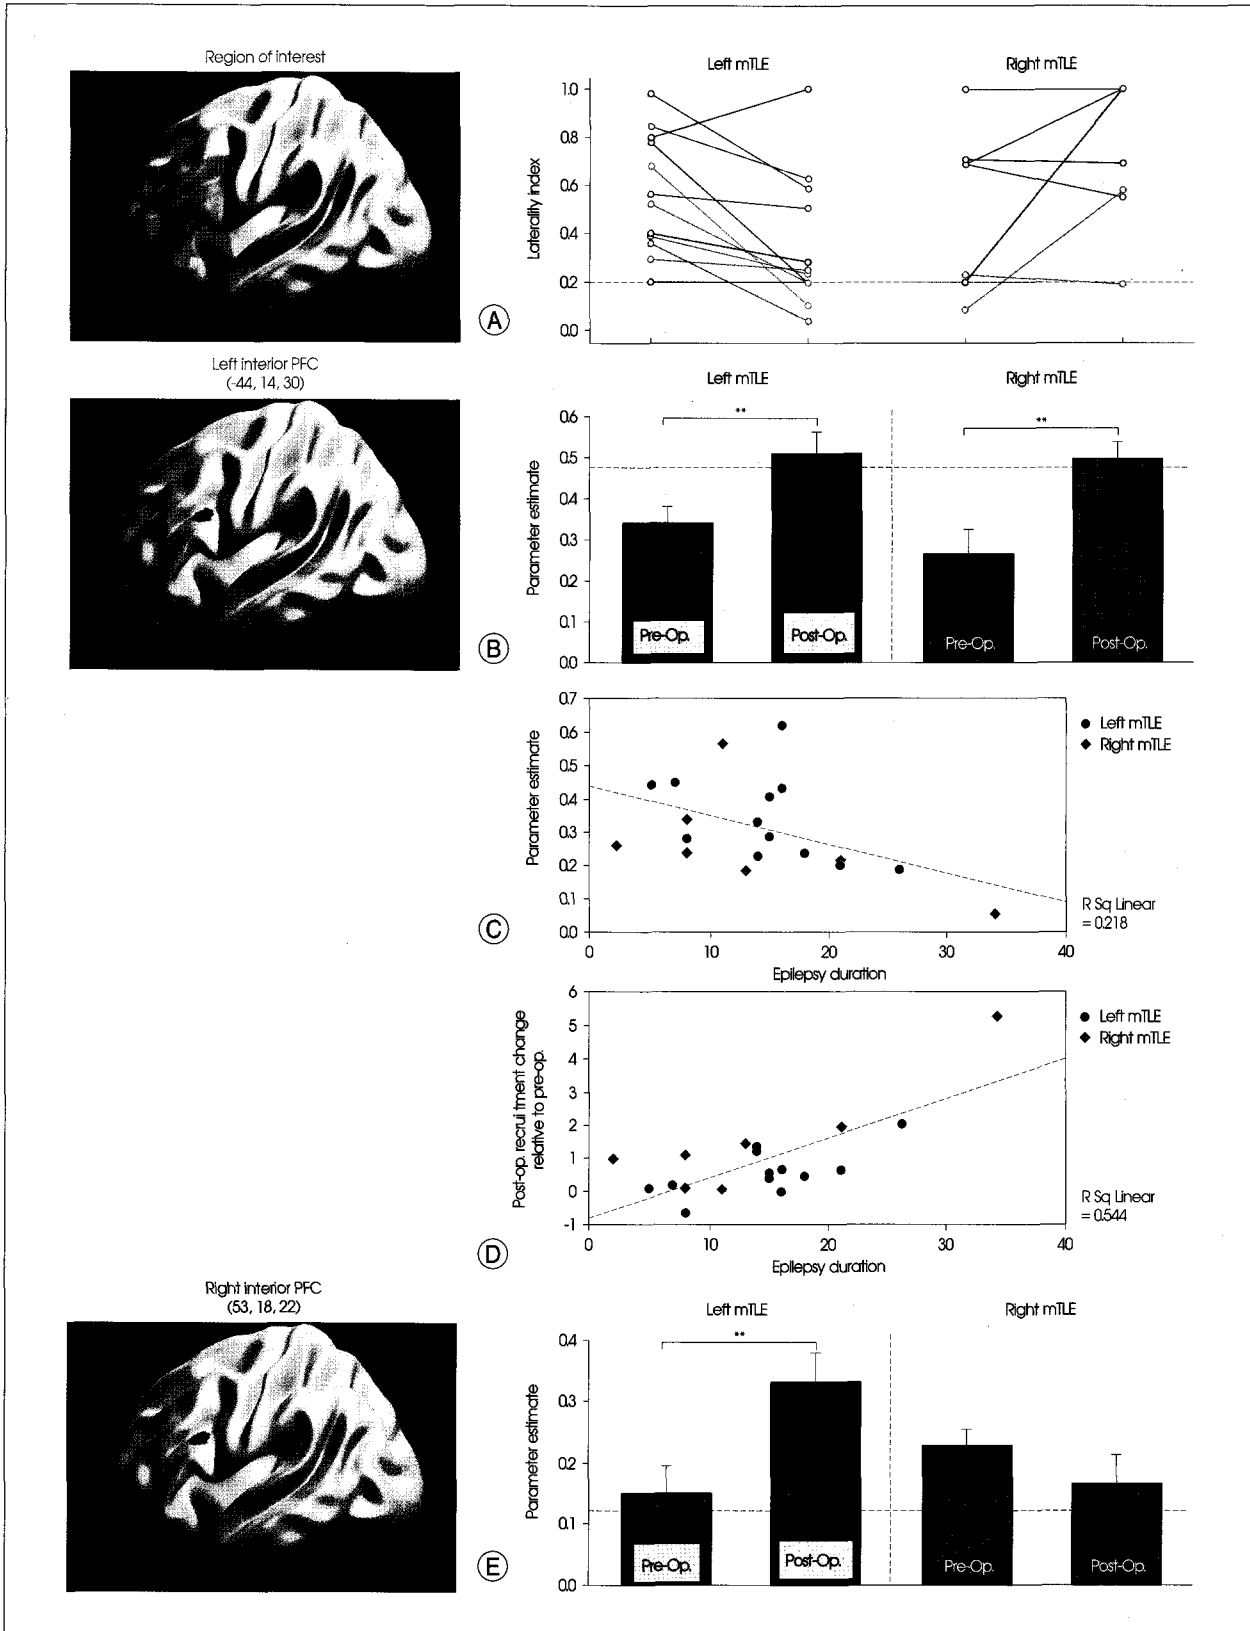 Region of interest
Left mTLE
Right mTLE
Laterality index
1.0
0.8
0.6
0.4
0.2
0.0
A
Left interior PFC
(-44, 14, 30)
Left mTLE
Right mTLE
Parameter estimate
0.6
0.5
0.4
0.3
0.2
0.1
0.0
**
**
Pre-Op.
Post-Op.
Pre-Op.
Post-Op.
B
Parameter estimate
0.7
0.6
0.5
0.4
0.3
0.2
0.1
0.0
0
10
20
30
40
Epilepsy duration
Left mTLE
Right mTLE
R Sq Linear
= 0.218
C
Post-op. recruitment change
relative to pre-op.
6
5
4
3
2
1
0
-1
0
10
20
30
40
Epilepsy duration
Left mTLE
Right mTLE
R Sq Linear
= 0.544
D
Right interior PFC
(53, 18, 22)
Left mTLE
Right mTLE
Parameter estimate
0.4
0.3
0.2
0.1
0.0
**
Pre-Op.
Post-Op.
Pre-Op.
Post-Op.
E